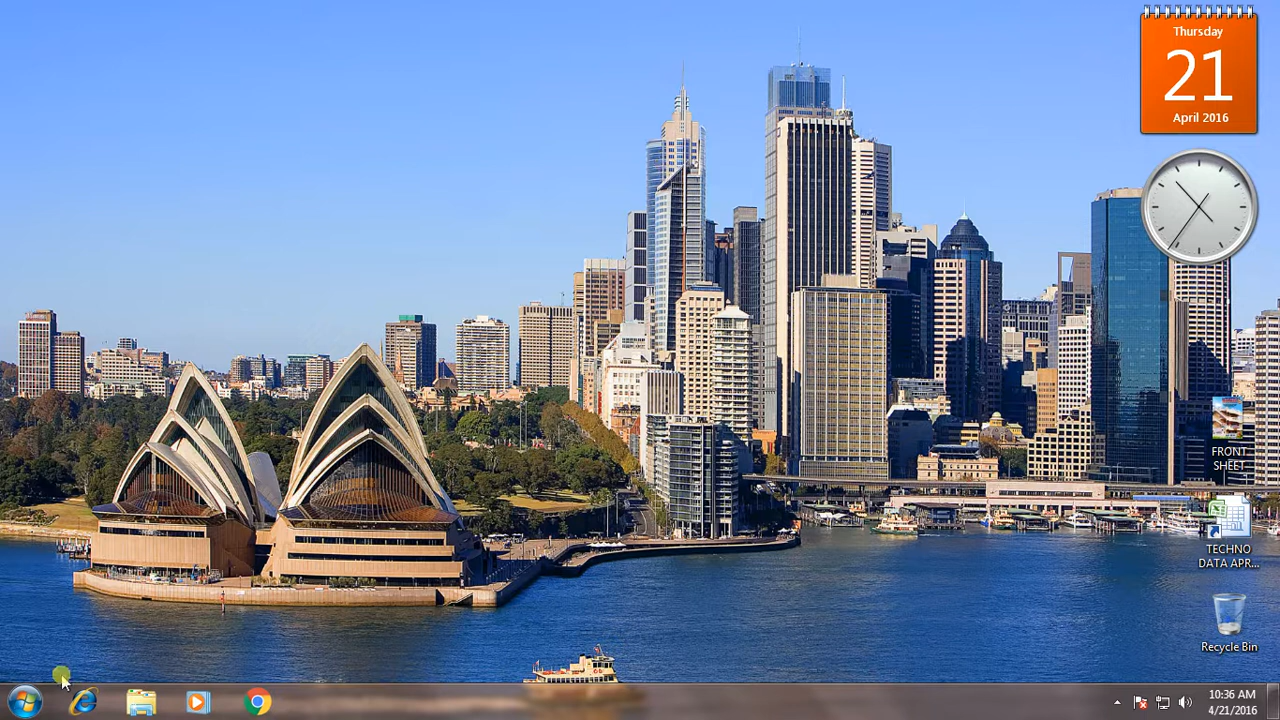 Thursday
21
April 2016
FRONT
SHEET
TECHNO
DATA APR...
Recycle Bin
10:36 AM
4/21/2016